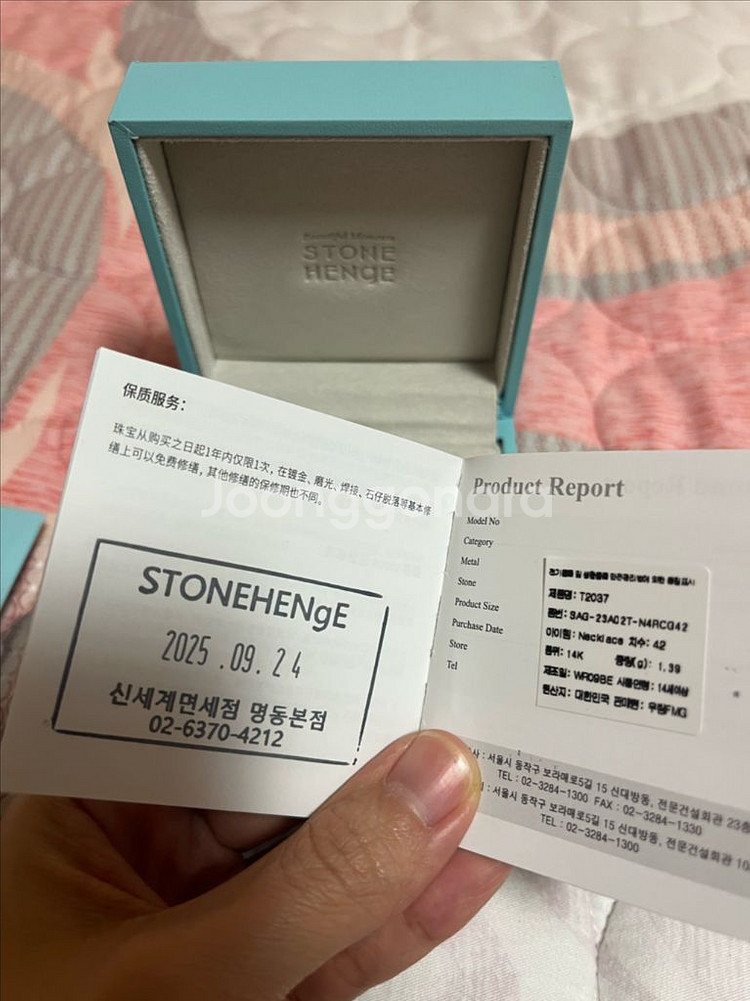 STONE
HENgE
保质服务：
珠宝从购买之日起1年内仅限1次，在镀金、磨光、焊接、石仔脱落等基本修
缮上可以免费修缮，其他修缮的保修期也不同。
Joonggonara
STONEHENgE
2025.09.24
신세계면세점 명동본점
02-6370-4212
Product Report
Model No
Category
Metal
Stone
Product Size
Purchase Date
Store
Tel
제품명: T2037
품번: SAG-23A02T-N4RCG42
아이템: Necklace 치수: 42
품위: 14K 중량(g): 1.39
제조일: WR09BE 사용연령: 14세이상
원산지: 대한민국 판매원: 우림FMG
: 서울시 동작구 보라매로5길 15 신대방동, 전문건설회관 23층
TEL : 02-3284-1300 FAX : 02-3284-1330
: 서울시 동작구 보라매로5길 15 신대방동, 전문건설회관 10
TEL : 02-3284-1300